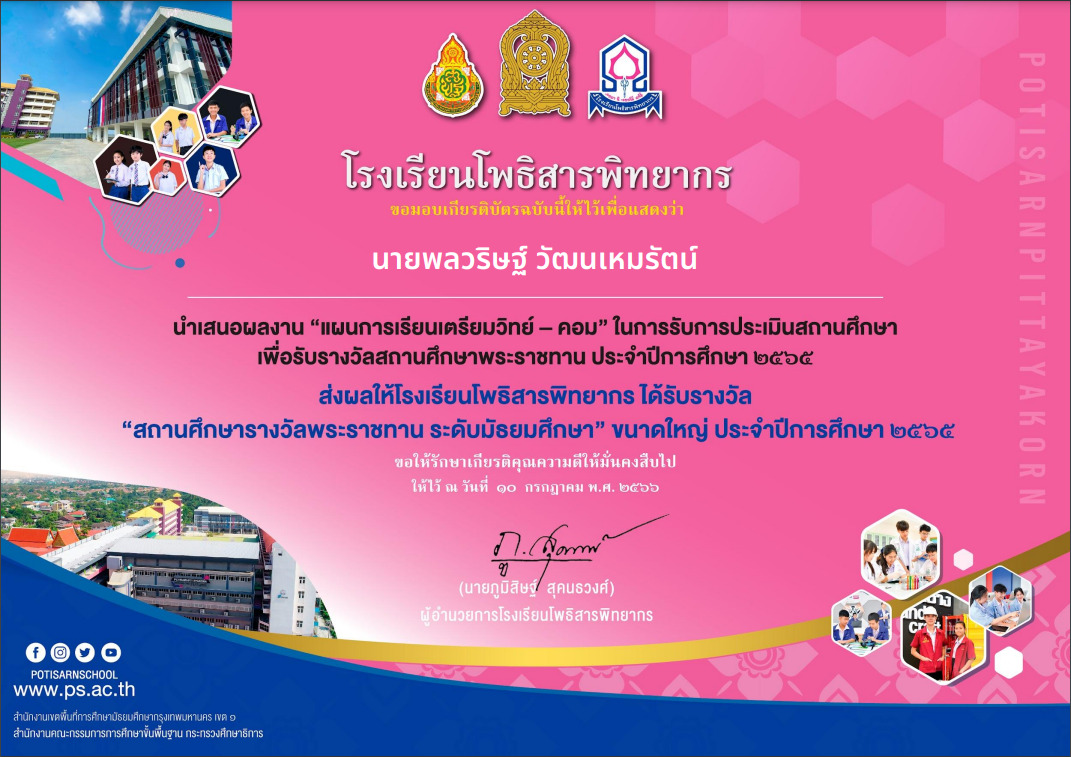 โรงเรียนโพธิสารพิทยากร
ขอมอบเกียรติบัตรฉบับนี้ให้ไว้เพื่อแสดงว่า
นายพลวริษฐ์ วัฒนเหมรัตน์
นำเสนอผลงาน “แผนการเรียนเตรียมวิทย์ – คอม” ในการรับการประเมินสถานศึกษา
เพื่อรับรางวัลสถานศึกษาพระราชทาน ประจำปีการศึกษา ๒๕๖๕
ส่งผลให้โรงเรียนโพธิสารพิทยากร ได้รับรางวัล
“สถานศึกษารางวัลพระราชทาน ระดับมัธยมศึกษา” ขนาดใหญ่ ประจำปีการศึกษา ๒๕๖๕
ขอให้รักษาเกียรติคุณความดีให้มั่นคงสืบไป
ให้ไว้ ณ วันที่ ๑๐ กรกฎาคม พ.ศ. ๒๕๖๖
(นายภูมิสิษฐ์ สุคนธวงศ์)
ผู้อำนวยการโรงเรียนโพธิสารพิทยากร
POTISARNPITTAYAKORN
POTISARNSCHOOL
www.ps.ac.th
สำนักงานเขตพื้นที่การศึกษามัธยมศึกษากรุงเทพมหานคร เขต ๑
สำนักงานคณะกรรมการการศึกษาขั้นพื้นฐาน กระทรวงศึกษาธิการ